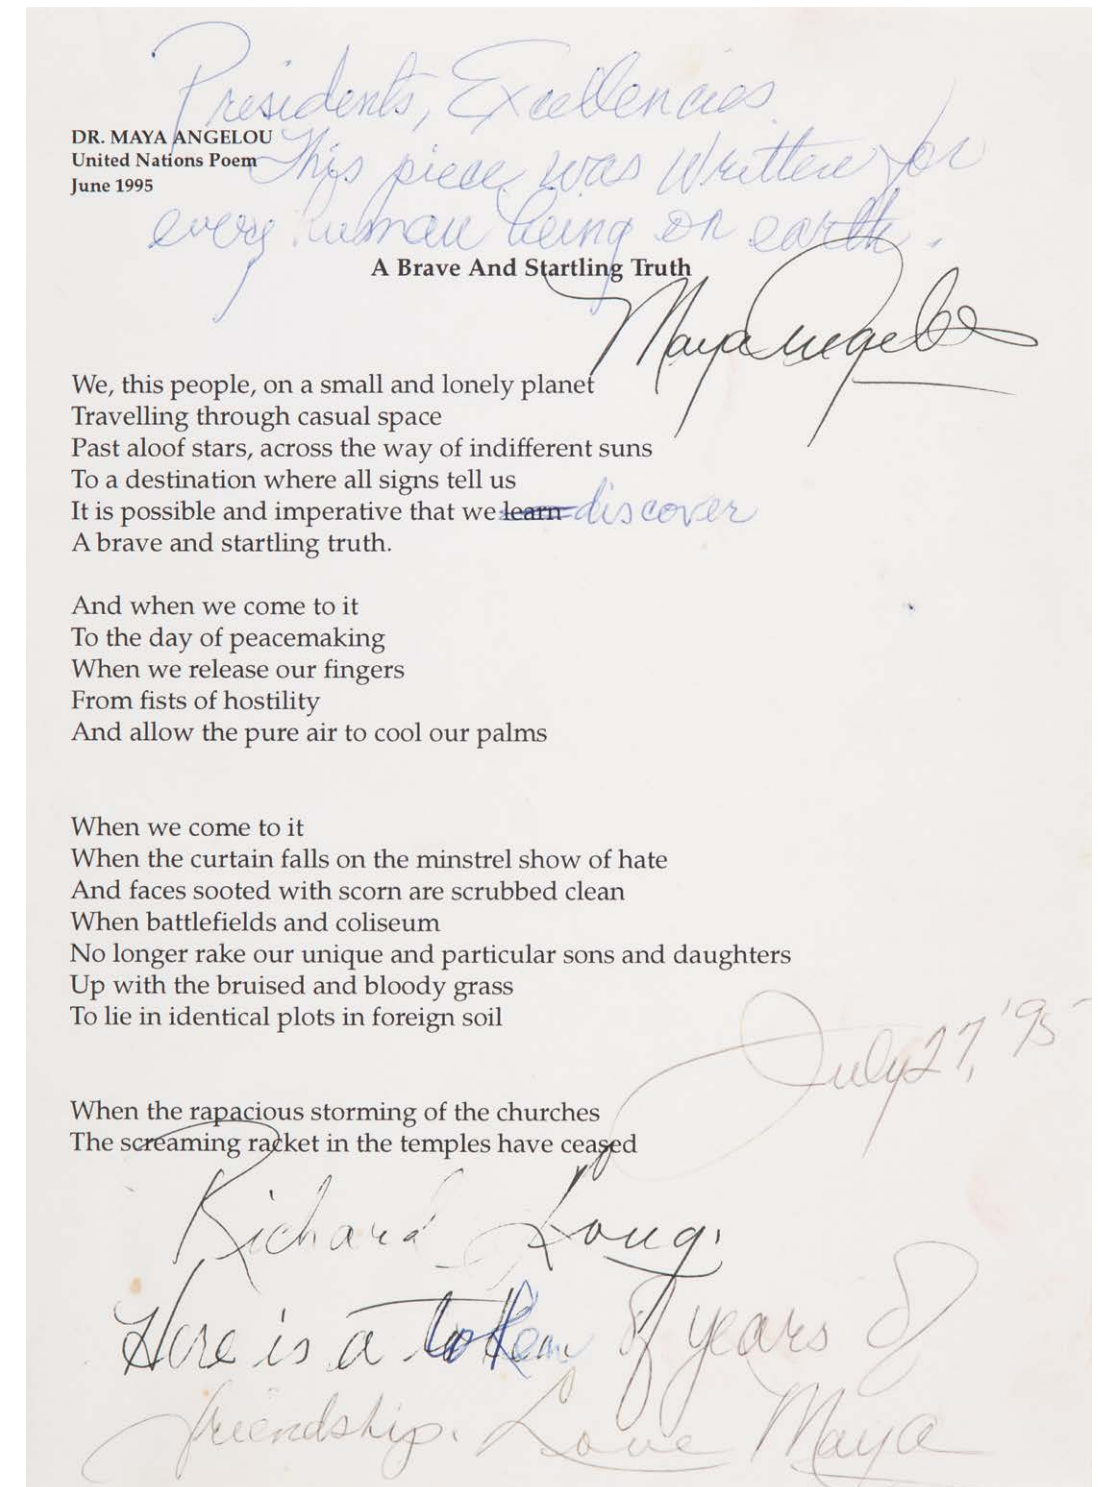 Presidents, Excellencies
DR. MAYA ANGELOU
United Nations Poem
This piece was written for
June 1995
every human being on earth.
A Brave And Startling Truth
Maya Angelou
We, this people, on a small and lonely planet
Travelling through casual space
Past aloof stars, across the way of indifferent suns
To a destination where all signs tell us
It is possible and imperative that we learn discover
A brave and startling truth.
And when we come to it
To the day of peacemaking
When we release our fingers
From fists of hostility
And allow the pure air to cool our palms
When we come to it
When the curtain falls on the minstrel show of hate
And faces sooted with scorn are scrubbed clean
When battlefields and coliseum
No longer rake our unique and particular sons and daughters
Up with the bruised and bloody grass
To lie in identical plots in foreign soil
July 27, '95
When the rapacious storming of the churches
The screaming racket in the temples have ceased
Richard Long.
Here is a token of years of
friendship. Love Maya